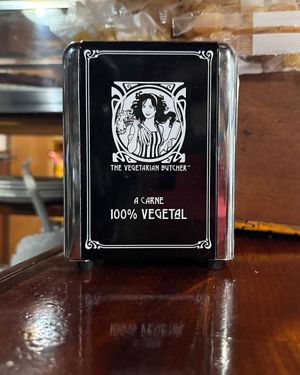 THE VEGETARIAN BUTCHER™
A CARNE
100% VEGETAL